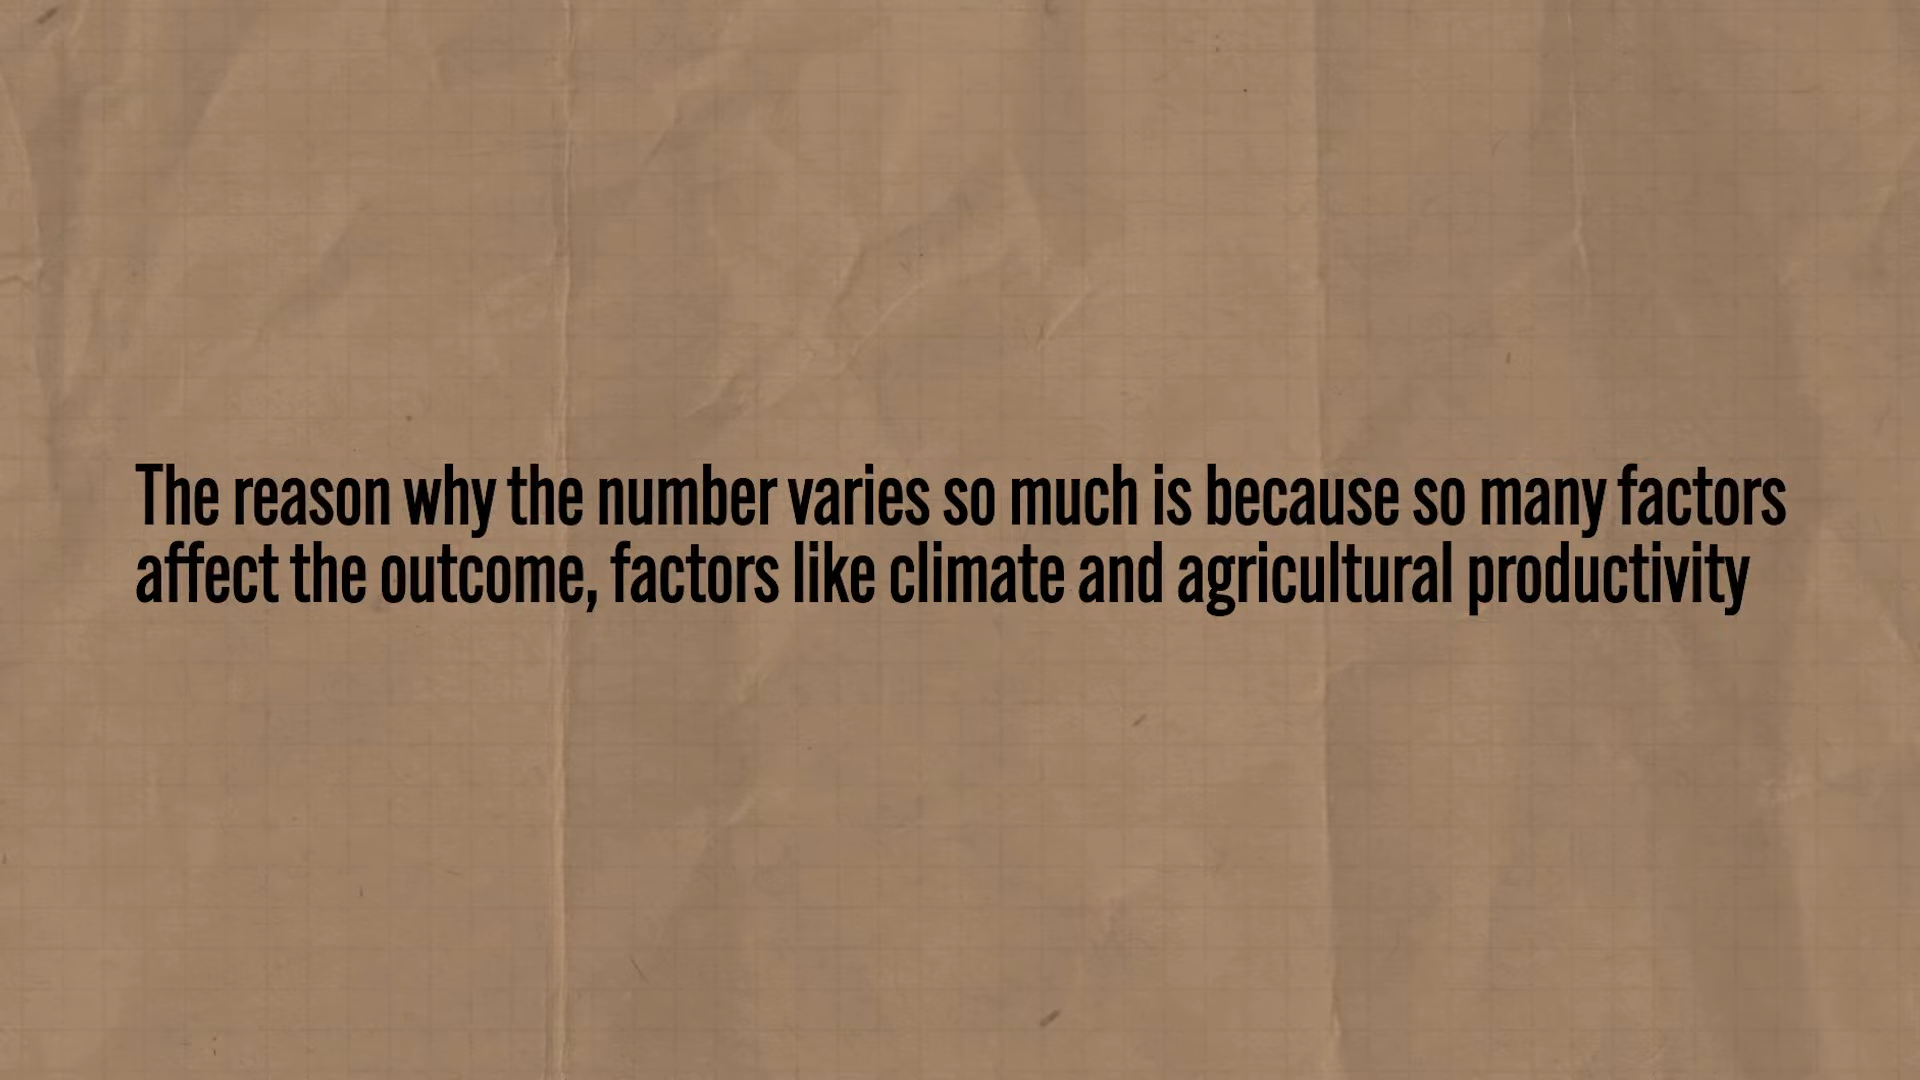 The reason why the number varies so much is because so many factors
affect the outcome, factors like climate and agricultural productivity